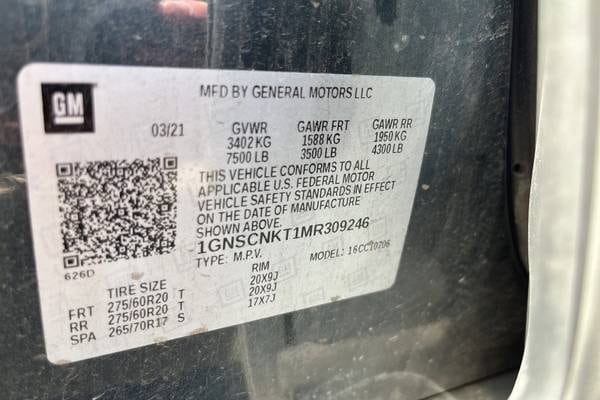 GM
MFD BY GENERAL MOTORS LLC
03/21 GVWR GAWR FRT GAWR RR
3402 KG 1588 KG 1950 KG
7500 LB 3500 LB 4300 LB
THIS VEHICLE CONFORMS TO ALL
APPLICABLE U.S. FEDERAL MOTOR
VEHICLE SAFETY STANDARDS IN EFFECT
ON THE DATE OF MANUFACTURE
SHOWN ABOVE.
1GNSCNKT1MR309246
626D TYPE: M.P.V. MODEL: 16CC10706
TIRE SIZE RIM
FRT 275/60R20 T 20X9J
RR 275/60R20 T 20X9J
SPA 265/70R17 S 17X7J